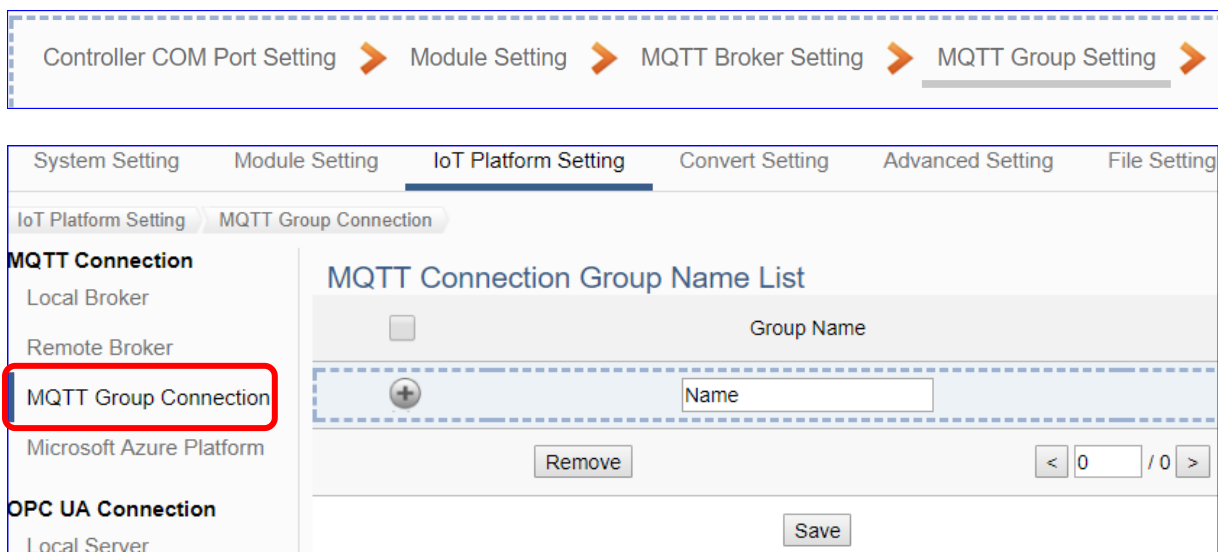 Controller COM Port Setting Module Setting MQTT Broker Setting MQTT Group Setting
System Setting Module Setting IoT Platform Setting Convert Setting Advanced Setting File Setting
IoT Platform Setting MQTT Group Connection
MQTT Connection
Local Broker
Remote Broker
MQTT Group Connection
Microsoft Azure Platform
OPC UA Connection
Local Server
MQTT Connection Group Name List
Group Name
Name
Remove < 0 / 0 >
Save